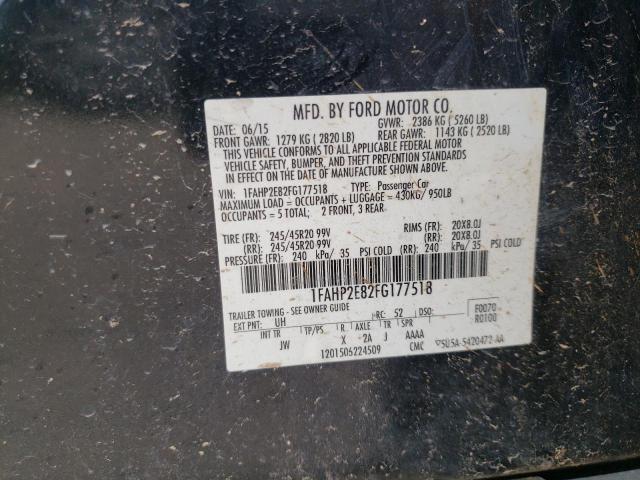 MFD. BY FORD MOTOR CO.
DATE: 06/15 GVWR: 2386 KG ( 5260 LB)
FRONT GAWR: 1279 KG ( 2820 LB) REAR GAWR: 1143 KG ( 2520 LB)
THIS VEHICLE CONFORMS TO ALL APPLICABLE FEDERAL MOTOR
VEHICLE SAFETY, BUMPER, AND THEFT PREVENTION STANDARDS
IN EFFECT ON THE DATE OF MANUFACTURE SHOWN ABOVE.
VIN: 1FAHP2E82FG177518 TYPE: Passenger Car
MAXIMUM LOAD = OCCUPANTS + LUGGAGE = 430KG/ 950LB
OCCUPANTS = 5 TOTAL; 2 FRONT, 3 REAR
TIRE (FR): 245/45R20 99V RIMS (FR): 20X8.0J
(RR): 245/45R20 99V (RR): 20X8.0J
PRESSURE (FR): 240 kPa/ 35 PSI COLD (RR): 240 kPa/ 35 PSI COLD
1FAHP2E82FG177518
TRAILER TOWING - SEE OWNER GUIDE
EXT PNT: UH RC: 52 DSO: F0070
R0100
INT TR TP/PS R AXLE TR SPR
JW X 2A J AAAA
1201506224509 CMC 5U5A-5420472-AA